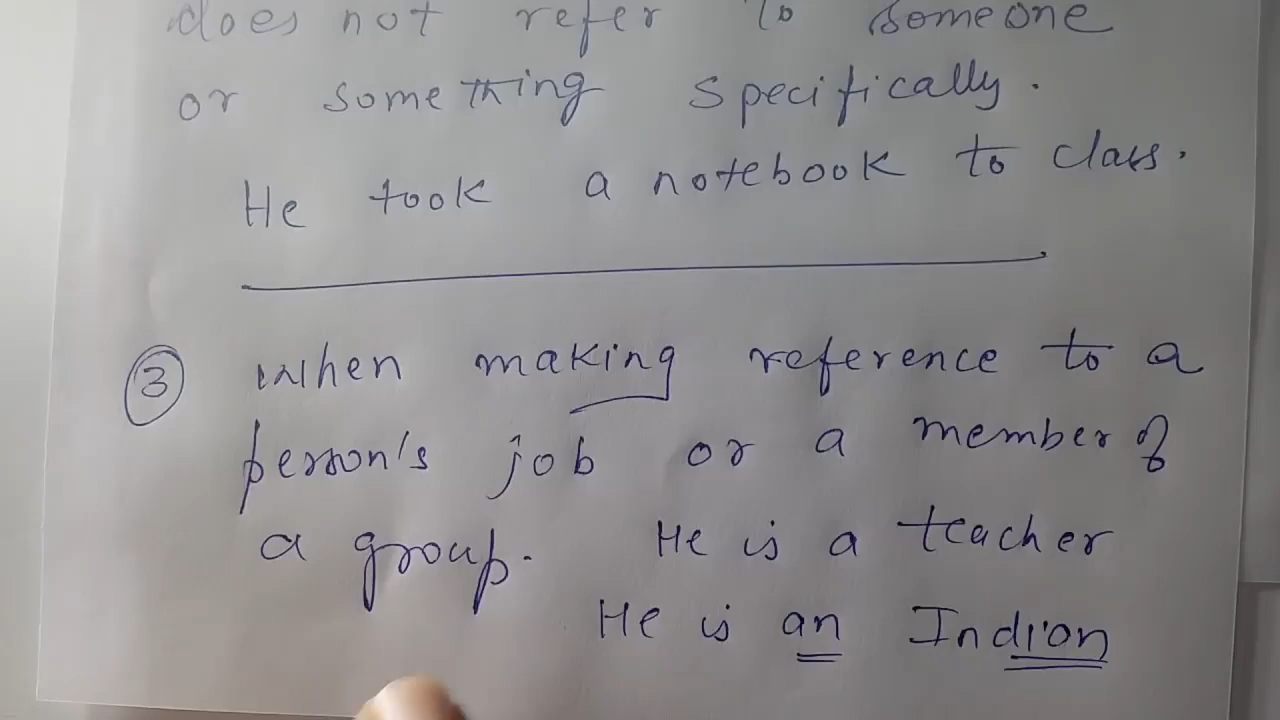 does not refer to someone
or something specifically.
He took a notebook to class.
3 When making reference to a
person's job or a member of
a group. He is a teacher
He is an Indian